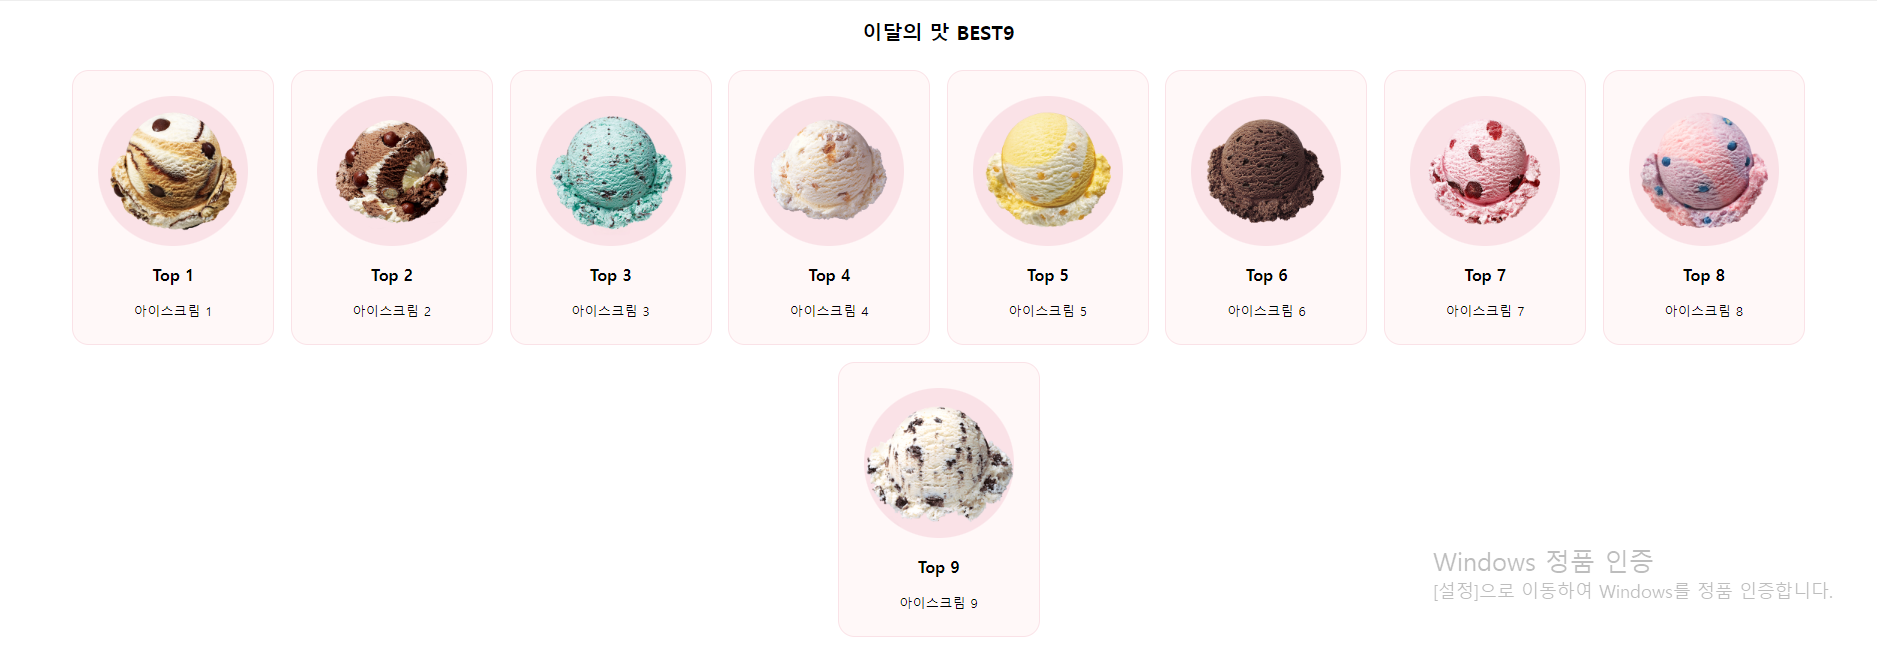 이달의 맛 BEST9
Top 1
아이스크림 1
Top 2
아이스크림 2
Top 3
아이스크림 3
Top 4
아이스크림 4
Top 5
아이스크림 5
Top 6
아이스크림 6
Top 7
아이스크림 7
Top 8
아이스크림 8
Top 9
아이스크림 9
Windows 정품 인증
[설정]으로 이동하여 Windows를 정품 인증합니다.